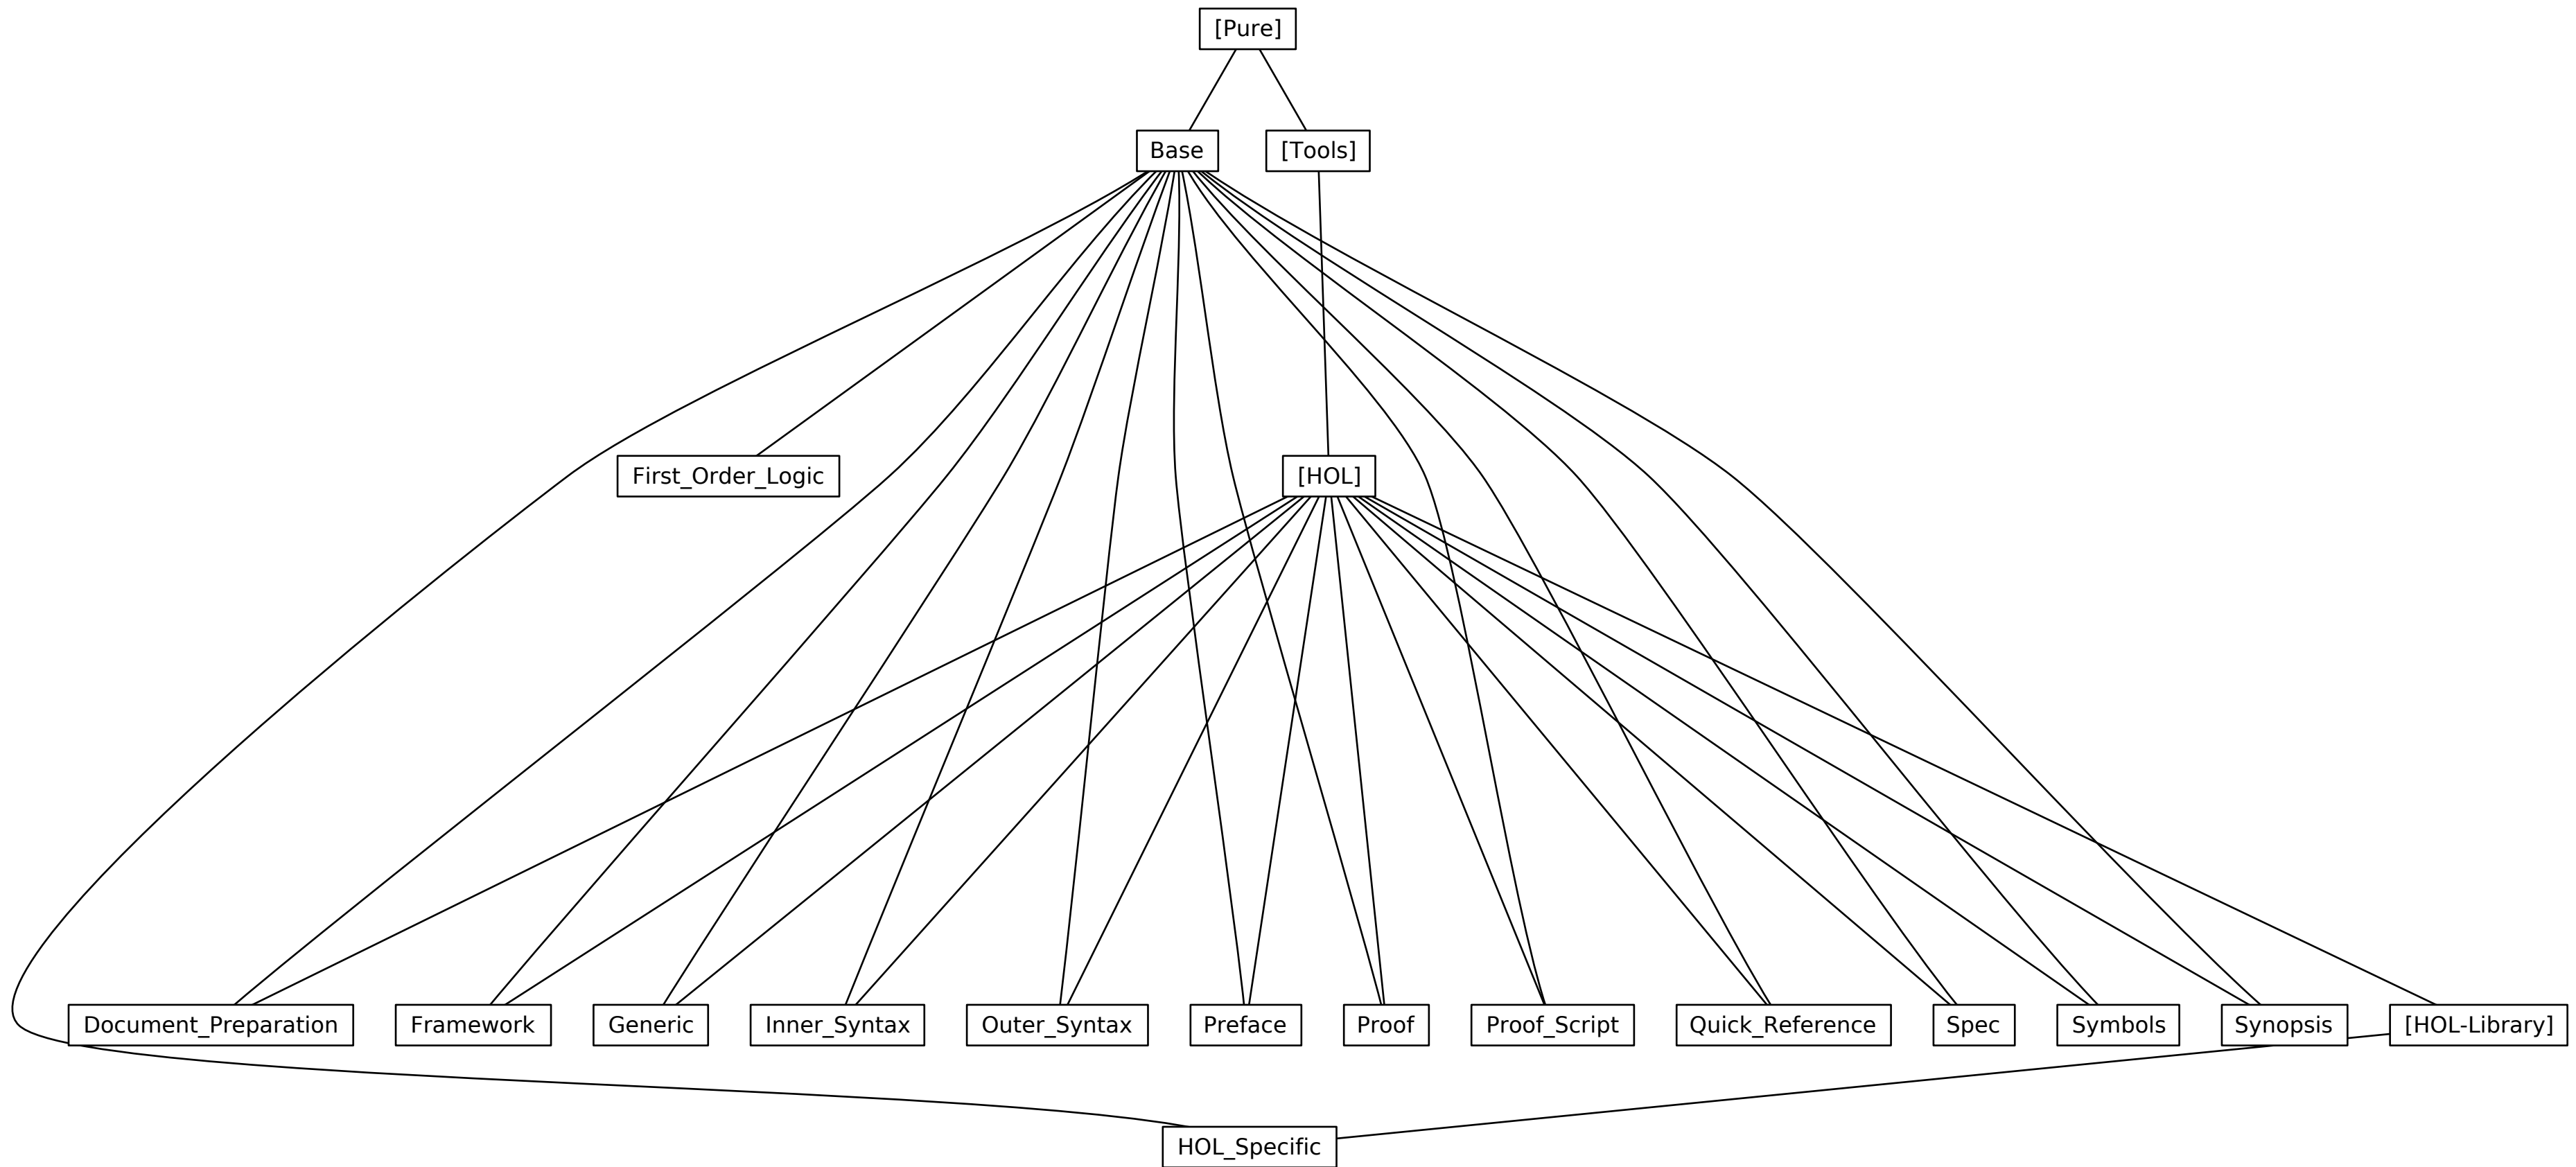 [Pure]
Base
[Tools]
First_Order_Logic
[HOL]
Document_Preparation
Framework
Generic
Inner_Syntax
Outer_Syntax
Preface
Proof
Proof_Script
Quick_Reference
Spec
Symbols
Synopsis
[HOL-Library]
HOL_Specific